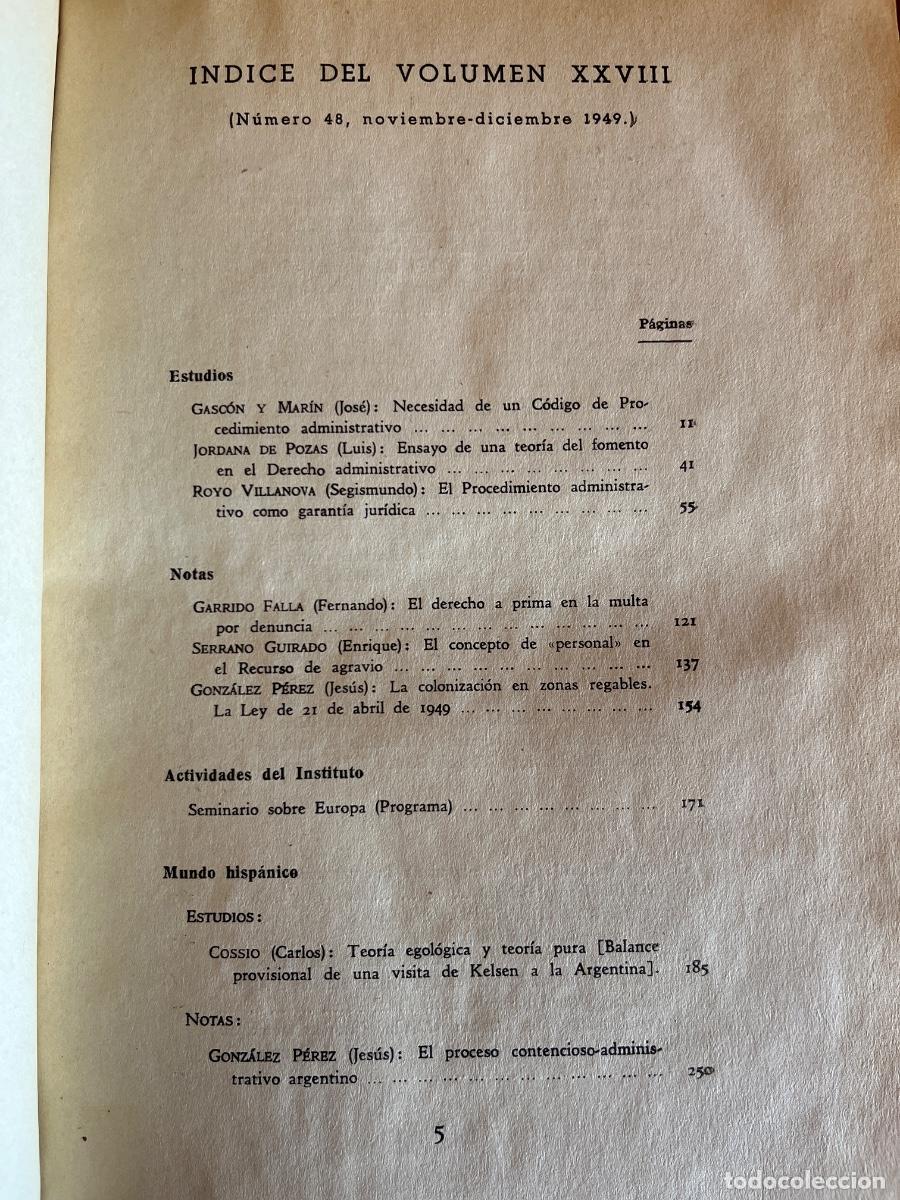 INDICE DEL VOLUMEN XXVIII
(Número 48, noviembre-diciembre 1949.)
Páginas
Estudios
GASCÓN Y MARÍN (José): Necesidad de un Código de Pro-
cedimiento administrativo ... ... ... ... ... ... ... ... ... 11
JORDANA DE POZAS (Luis): Ensayo de una teoría del fomento
en el Derecho administrativo ... ... ... ... ... ... ... ... 41
ROYO VILLANOVA (Segismundo): El Procedimiento administra-
tivo como garantía jurídica ... ... ... ... ... ... ... ... ... 55
Notas
GARRIDO FALLA (Fernando): El derecho a prima en la multa
por denuncia ... ... ... ... ... ... ... ... ... ... ... ... ... 121
SERRANO GUIRADO (Enrique): El concepto de «personal» en
el Recurso de agravio ... ... ... ... ... ... ... ... ... ... 137
GONZÁLEZ PÉREZ (Jesús): La colonización en zonas regables.
La Ley de 21 de abril de 1949 ... ... ... ... ... ... ... ... 154
Actividades del Instituto
Seminario sobre Europa (Programa) ... ... ... ... ... ... ... ... 171
Mundo hispánico
ESTUDIOS:
COSSIO (Carlos): Teoría egológica y teoría pura [Balance
provisional de una visita de Kelsen a la Argentina]. 185
NOTAS:
GONZÁLEZ PÉREZ (Jesús): El proceso contencioso-adminis-
trativo argentino ... ... ... ... ... ... ... ... ... ... ... ... 250
5
todocoleccion